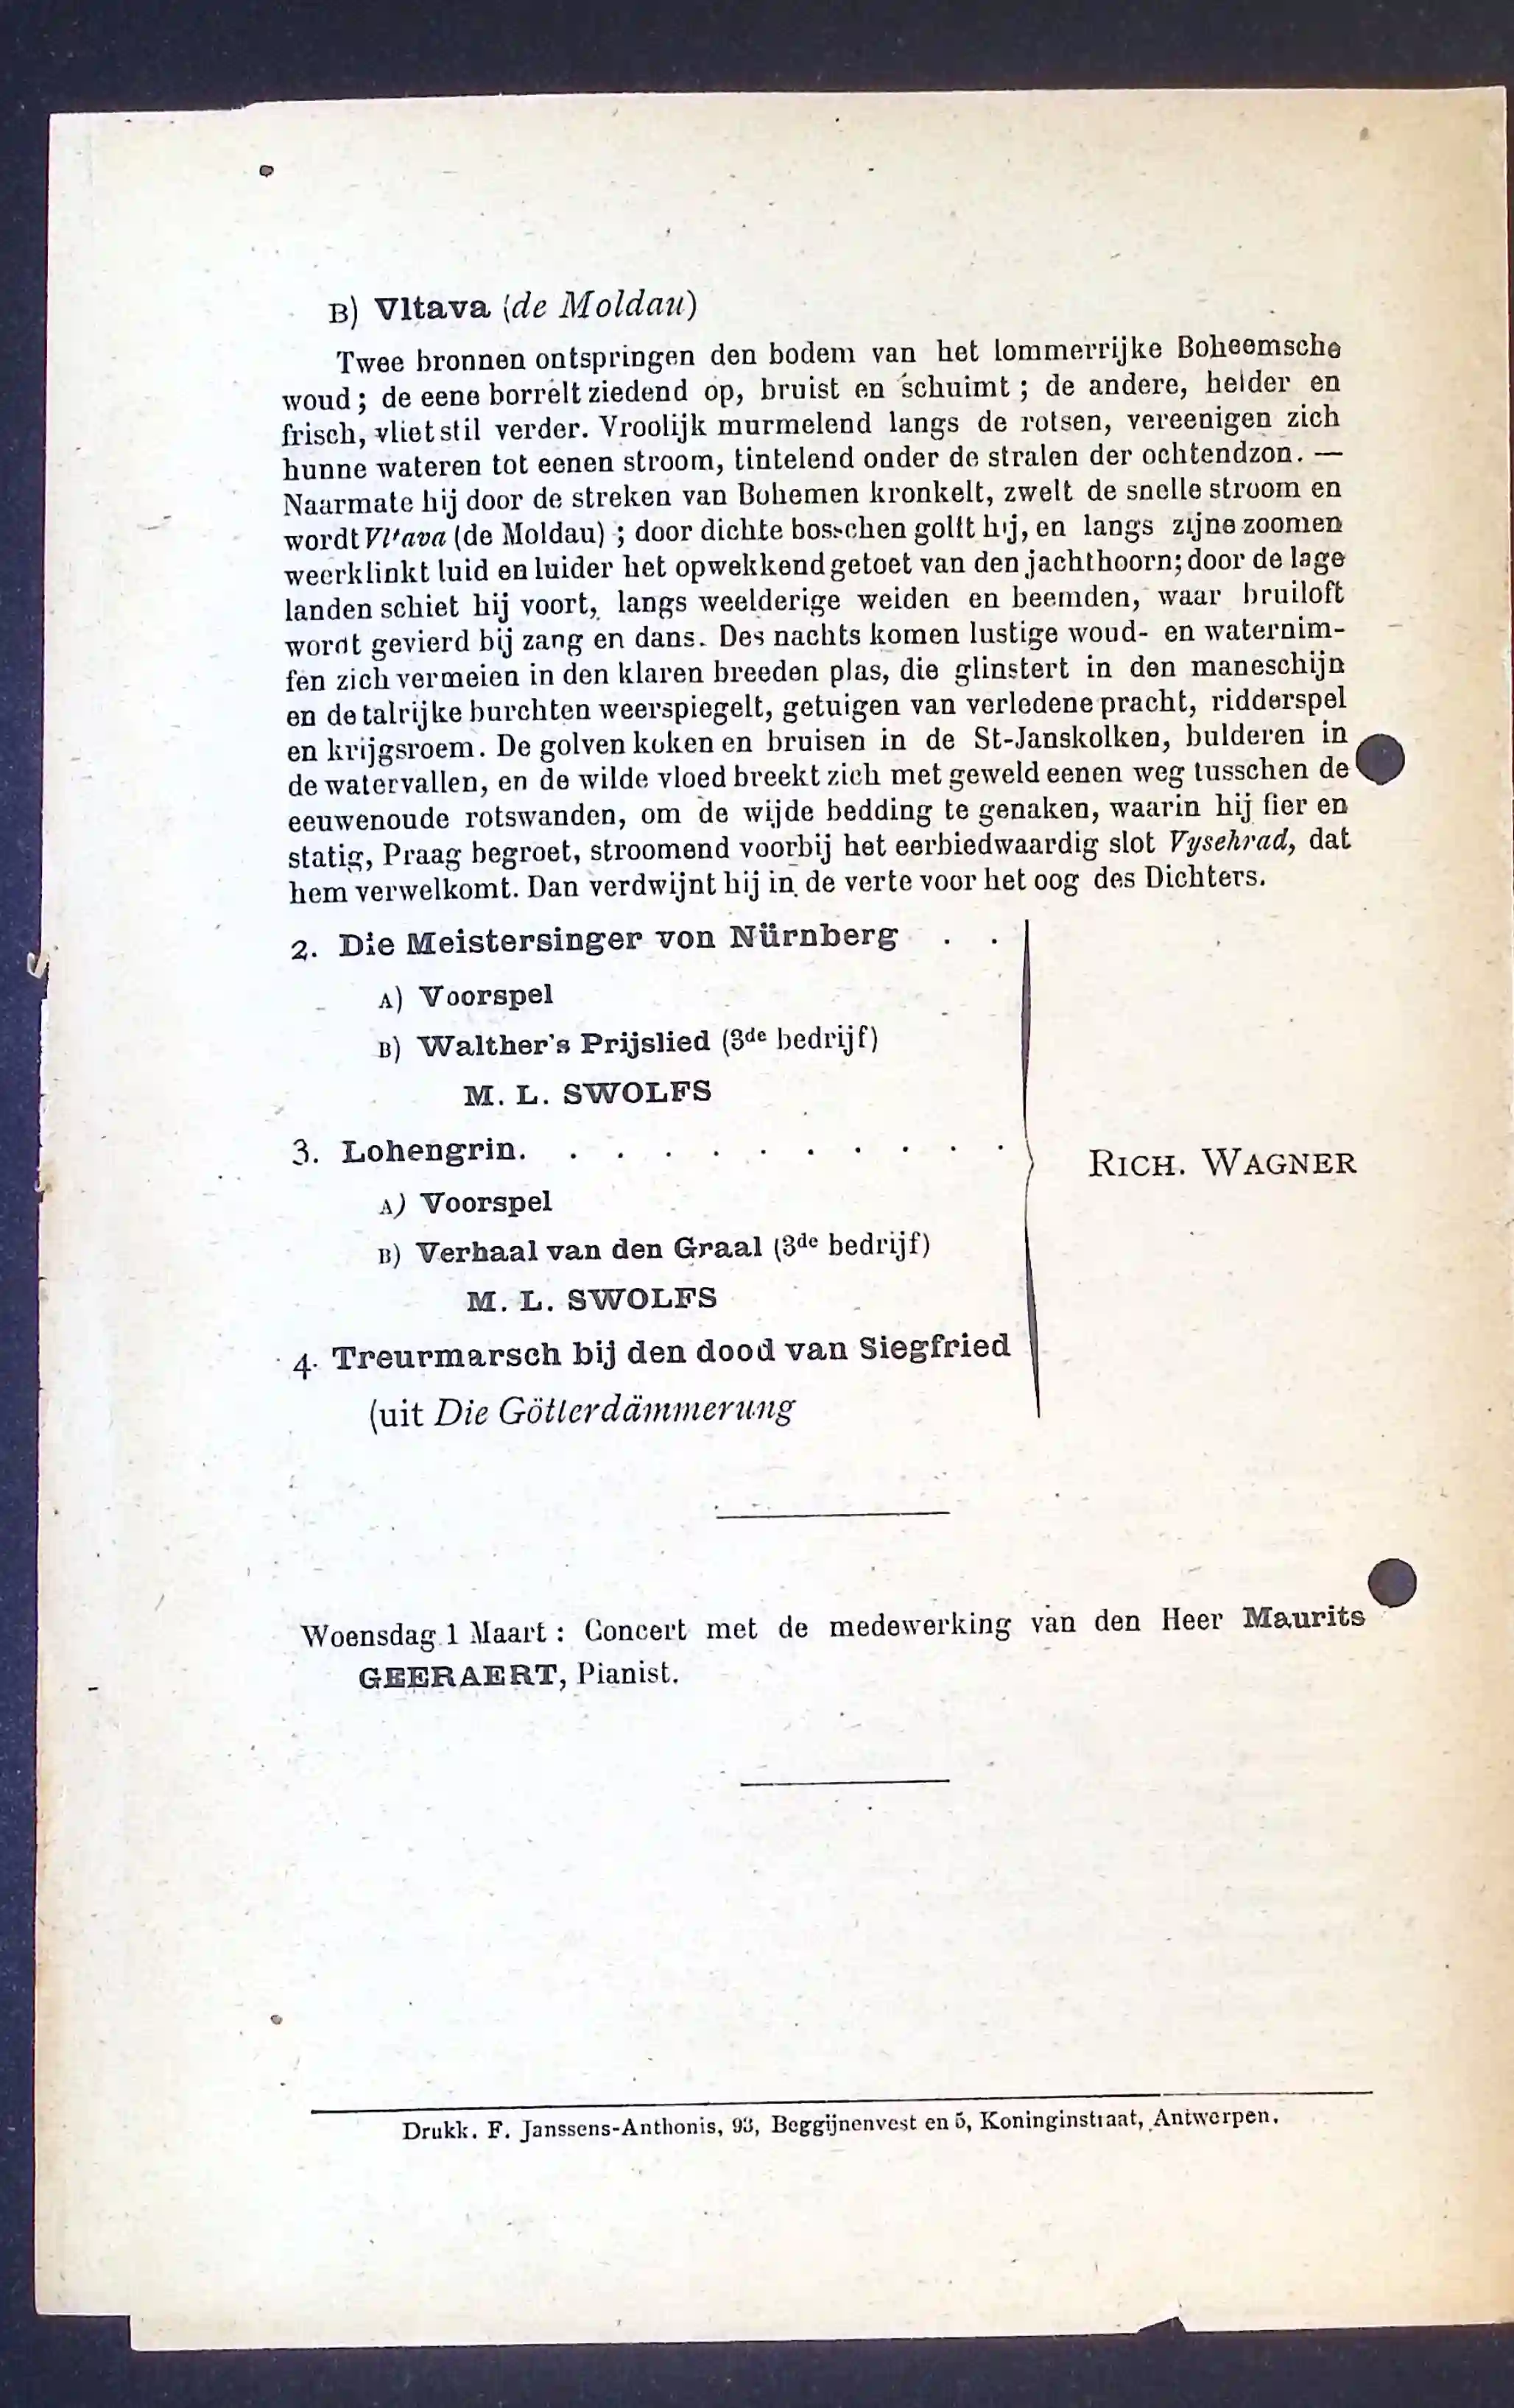 B) Vltava (de Moldau)
Twee bronnen ontspringen den bodem van het lommerrijke Boheemsche
woud ; de eene borrelt ziedend op, bruist en schuimt ; de andere, helder en
frisch, vliet stil verder. Vroolijk murmelend langs de rotsen, vereenigen zich
hunne wateren tot eenen stroom, tintelend onder de stralen der ochtendzon. —
Naarmate hij door de streken van Bohemen kronkelt, zwelt de snelle stroom en
wordt Vltava (de Moldau) ; door dichte bosschen golft hij, en langs zijne zoomen
weerklinkt luid en luider het opwekkend getoet van den jachthoorn; door de lage
landen schiet hij voort, langs weelderige weiden en beemden, waar bruiloft
wordt gevierd bij zang en dans. Des nachts komen lustige woud- en waternim-
fen zich vermeien in den klaren breeden plas, die glinstert in den maneschijn
en de talrijke burchten weerspiegelt, getuigen van verledene pracht, ridderspel
en krijgsroem. De golven koken en bruisen in de St-Janskolken, bulderen in
de watervallen, en de wilde vloed breekt zich met geweld eenen weg tusschen de
eeuwenoude rotswanden, om de wijde bedding te genaken, waarin hij fier en
statig, Praag begroet, stroomend voorbij het eerbiedwaardig slot Vysehrad, dat
hem verwelkomt. Dan verdwijnt hij in de verte voor het oog des Dichters.
2. Die Meistersinger von Nürnberg . .
A) Voorspel
B) Walther's Prijslied (3de bedrijf)
M. L. SWOLFS
3. Lohengrin. . . . . . . . . . .
RICH. WAGNER
A) Voorspel
B) Verhaal van den Graal (3de bedrijf)
M. L. SWOLFS
4. Treurmarsch bij den dood van Siegfried
(uit Die Götterdämmerung
Woensdag 1 Maart : Concert met de medewerking van den Heer Maurits
GEERAERT, Pianist.
Drukk. F. Janssens-Anthonis, 93, Beggijnenvest en 5, Koninginstraat, Antwerpen.